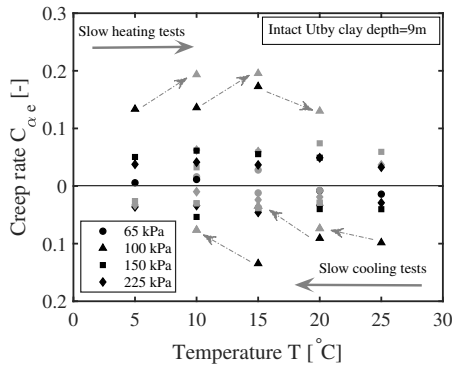 Slow heating tests
Intact Utby clay depth=9m
Creep rate C_{α e} [-]
0.3
0.2
0.1
0
0.1
0.2
65 kPa
100 kPa
150 kPa
225 kPa
Slow cooling tests
0 5 10 15 20 25 30
Temperature T [°C]